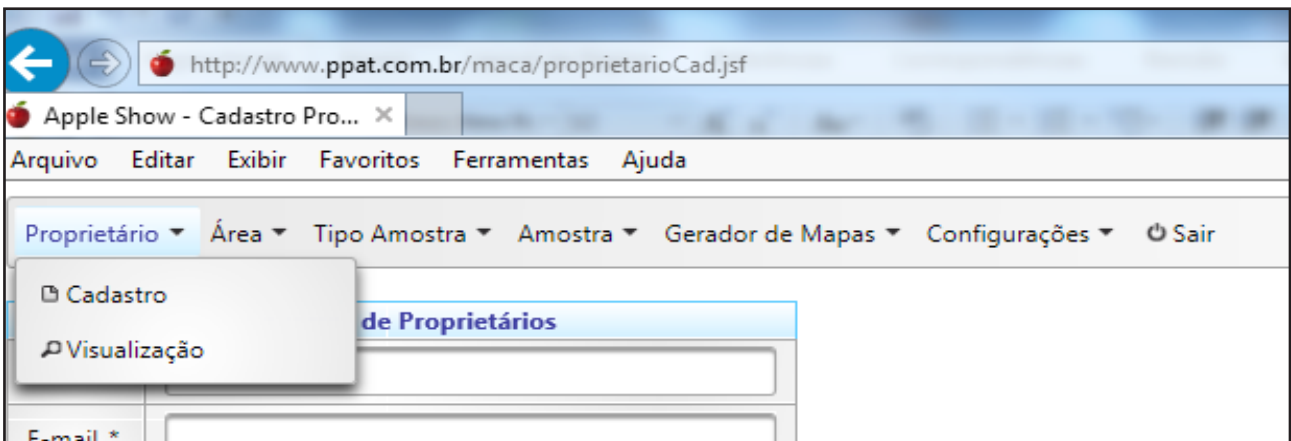 http://www.ppat.com.br/maca/proprietarioCad.jsf
Apple Show - Cadastro Pro...
Arquivo Editar Exibir Favoritos Ferramentas Ajuda
Proprietário Área Tipo Amostra Amostra Gerador de Mapas Configurações Sair
Cadastro
de Proprietários
Visualização
E-mail *